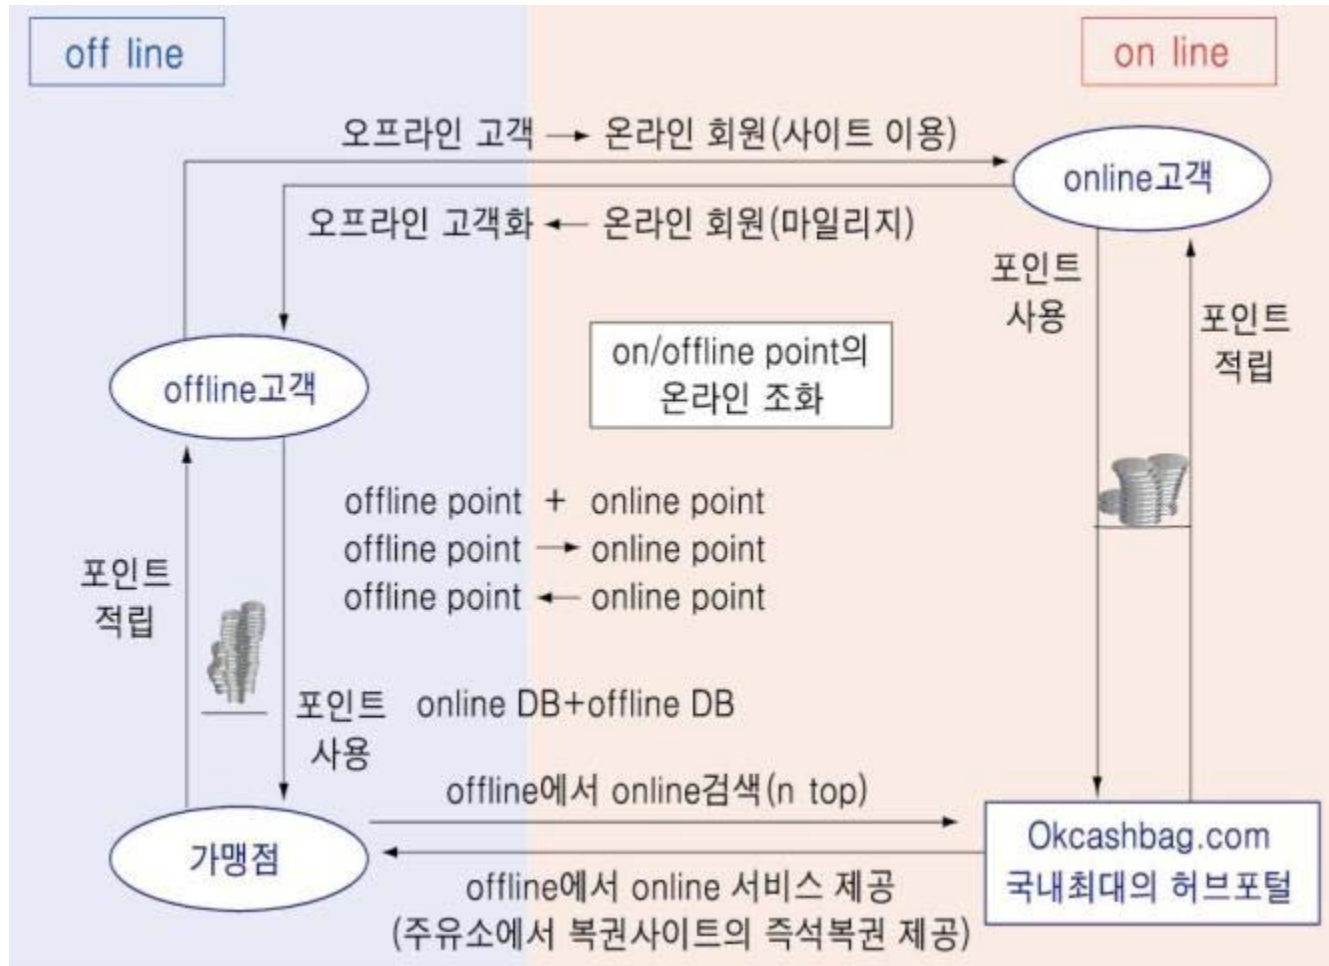 off line
on line
오프라인 고객 → 온라인 회원(사이트 이용)
online고객
오프라인 고객화 ← 온라인 회원(마일리지)
포인트
사용
포인트
적립
on/offline point의
온라인 조화
offline고객
offline point + online point
offline point → online point
offline point ← online point
포인트
적립
포인트
사용
online DB+offline DB
offline에서 online검색(n top)
가맹점
Okcashbag.com
국내최대의 허브포털
offline에서 online 서비스 제공
(주유소에서 복권사이트의 즉석복권 제공)